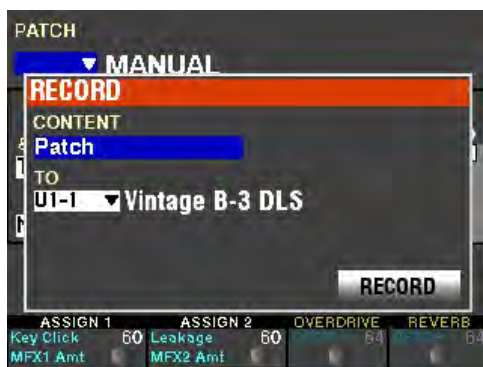 PATCH
MANUAL
RECORD
CONTENT
Patch
TO
U1-1 Vintage B-3 DLS
RECORD
ASSIGN 1 ASSIGN 2 OVERDRIVE REVERB
Key Click 60 Leakage 60 64 64
MFX1 Amt MFX2 Amt